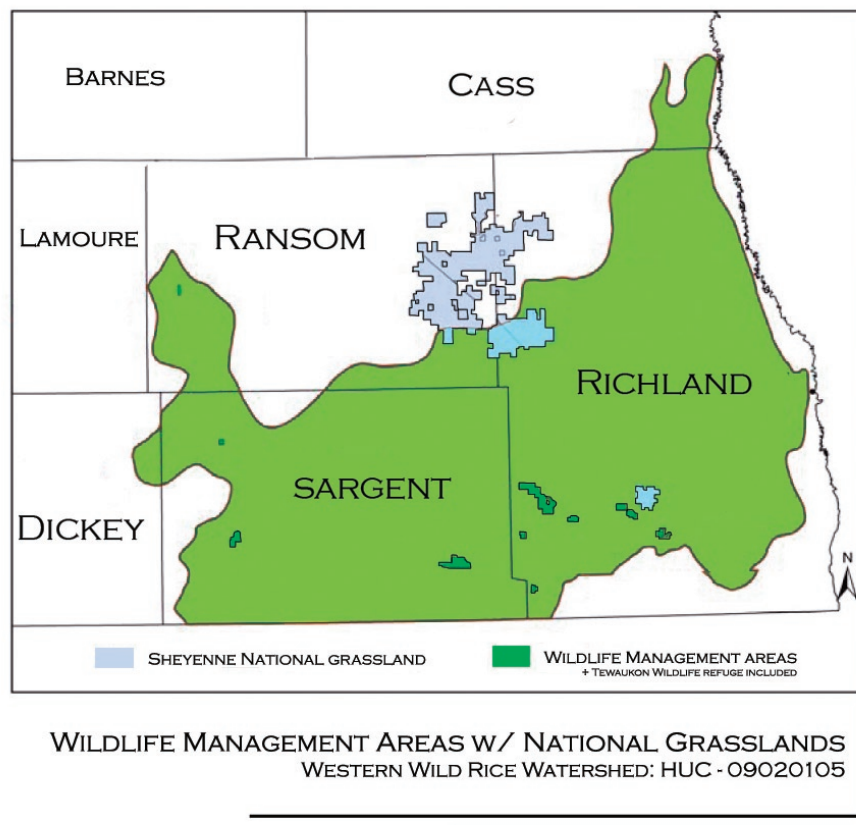 BARNES
CASS
LAMOURE
RANSOM
RICHLAND
SARGENT
DICKEY
N
SHEYENNE NATIONAL GRASSLAND
WILDLIFE MANAGEMENT AREAS
+ TEWAUKON WILDLIFE REFUGE INCLUDED
WILDLIFE MANAGEMENT AREAS W/ NATIONAL GRASSLANDS
WESTERN WILD RICE WATERSHED: HUC - 09020105